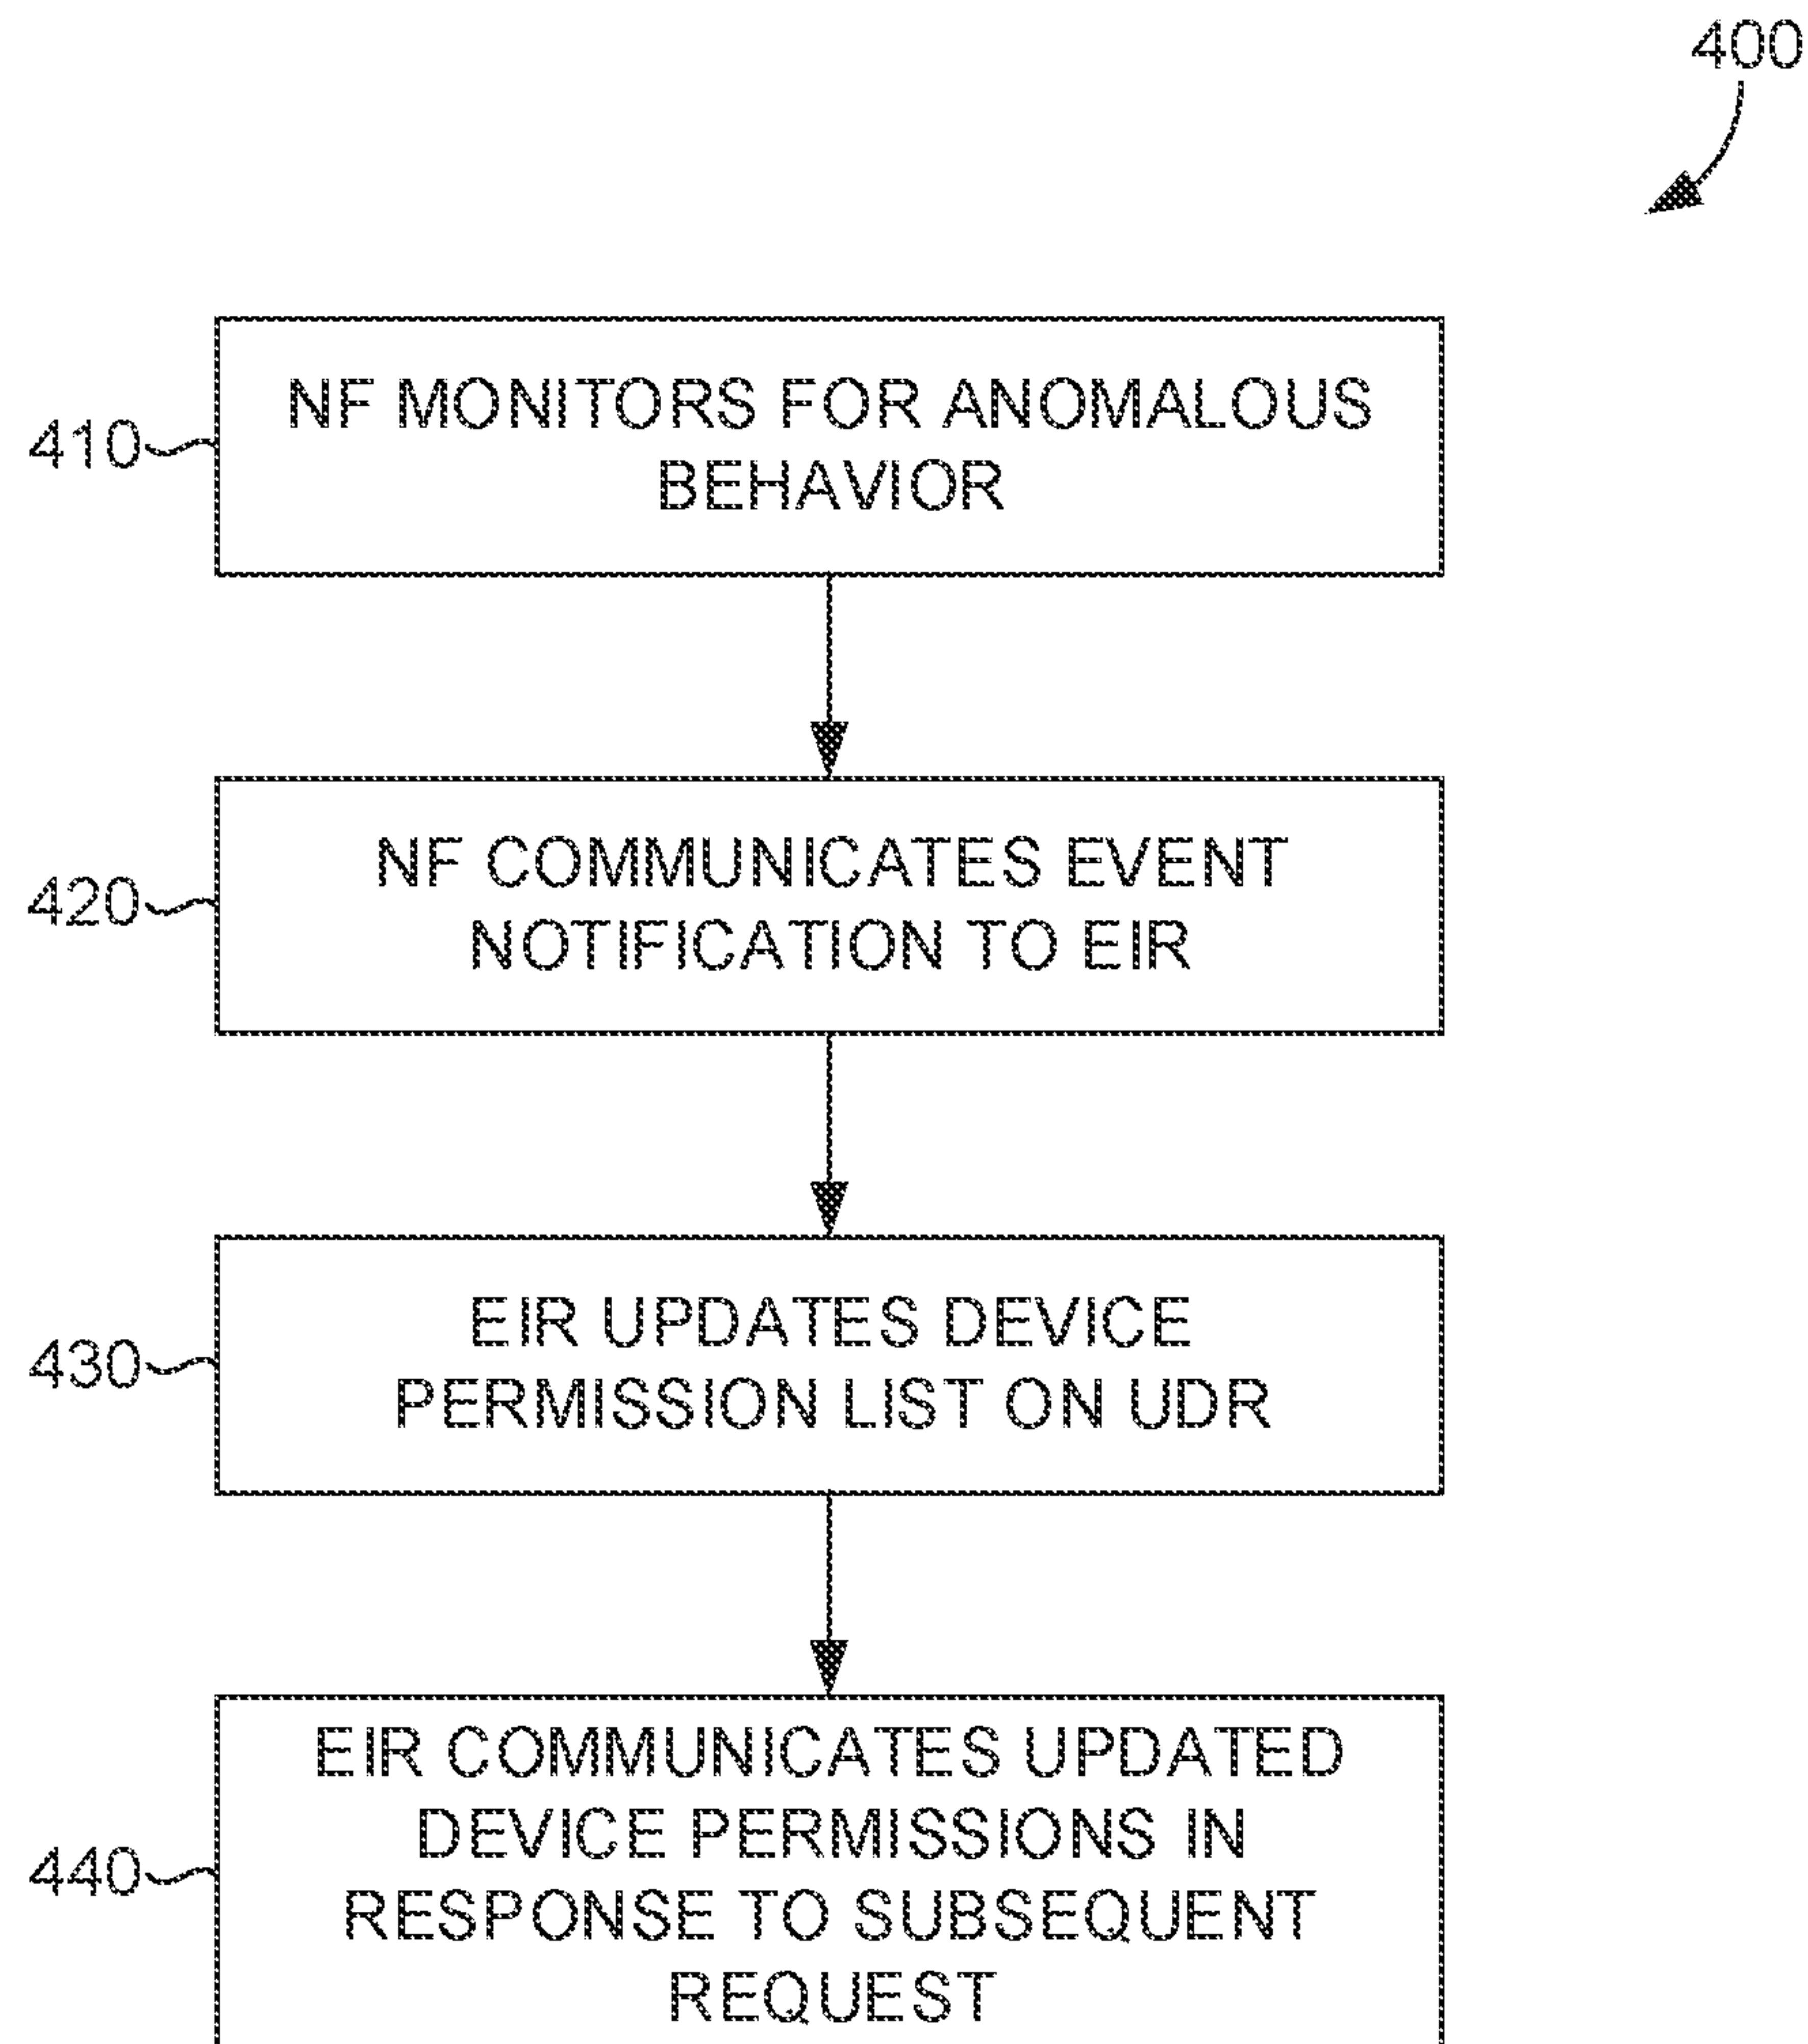 400
410
NF MONITORS FOR ANOMALOUS
BEHAVIOR
420
NF COMMUNICATES EVENT
NOTIFICATION TO EIR
430
EIR UPDATES DEVICE
PERMISSION LIST ON UDR
440
EIR COMMUNICATES UPDATED
DEVICE PERMISSIONS IN
RESPONSE TO SUBSEQUENT
REQUEST